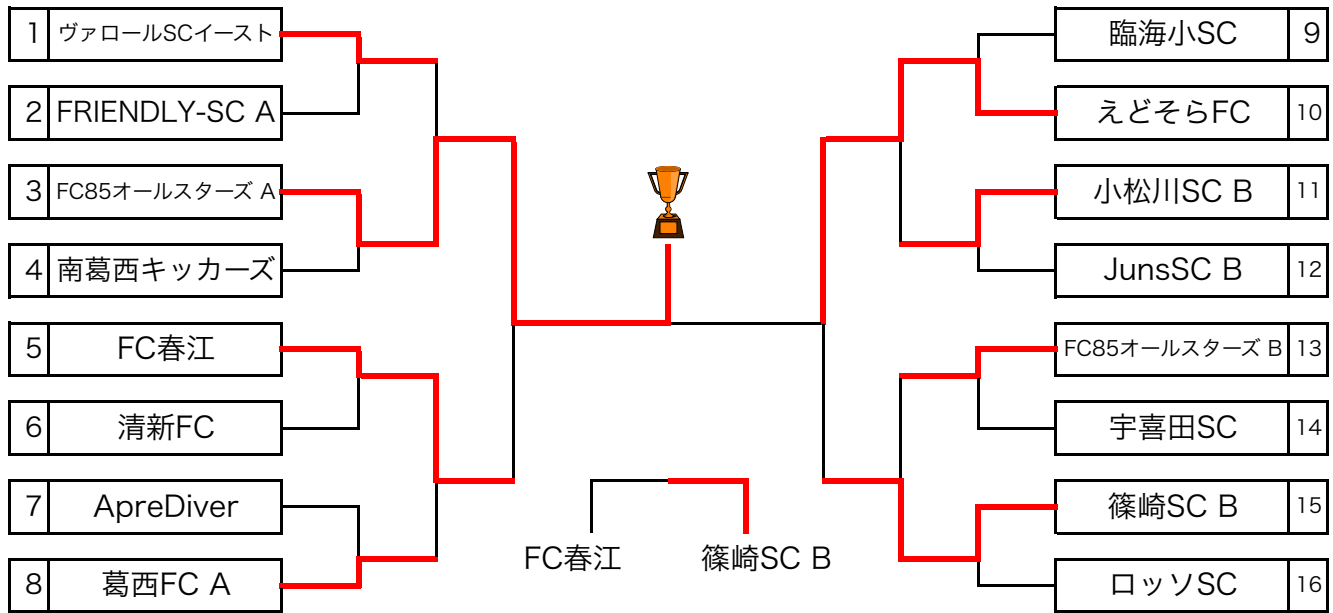 1 ヴァロールSCイースト
2 FRIENDLY-SC A
3 FC85オールスターズ A
4 南葛西キッカーズ
5 FC春江
6 清新FC
7 ApreDiver
8 葛西FC A
臨海小SC 9
えどそらFC 10
小松川SC B 11
JunsSC B 12
FC85オールスターズ B 13
宇喜田SC 14
篠崎SC B 15
ロッソSC 16
FC春江 篠崎SC B